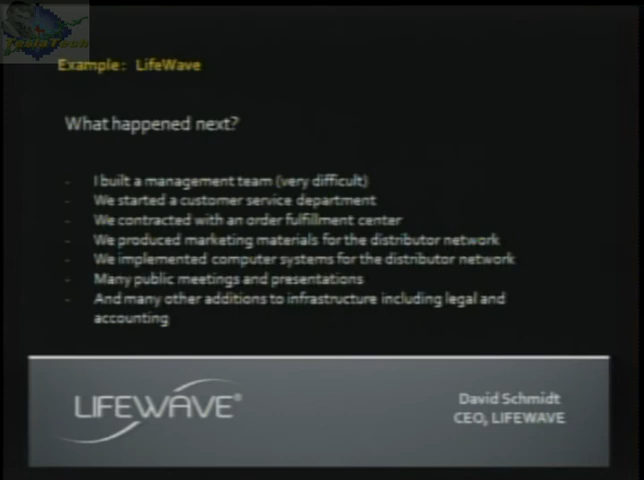 TeslaTech
Example: LifeWave
What happened next?
- I built a management team (very difficult)
- We started a customer service department
- We contracted with an order fulfillment center
- We produced marketing materials for the distributor network
- We implemented computer systems for the distributor network
- Many public meetings and presentations
- And many other additions to infrastructure including legal and
accounting
LIFEWAVE®
David Schmidt
CEO, LIFEWAVE